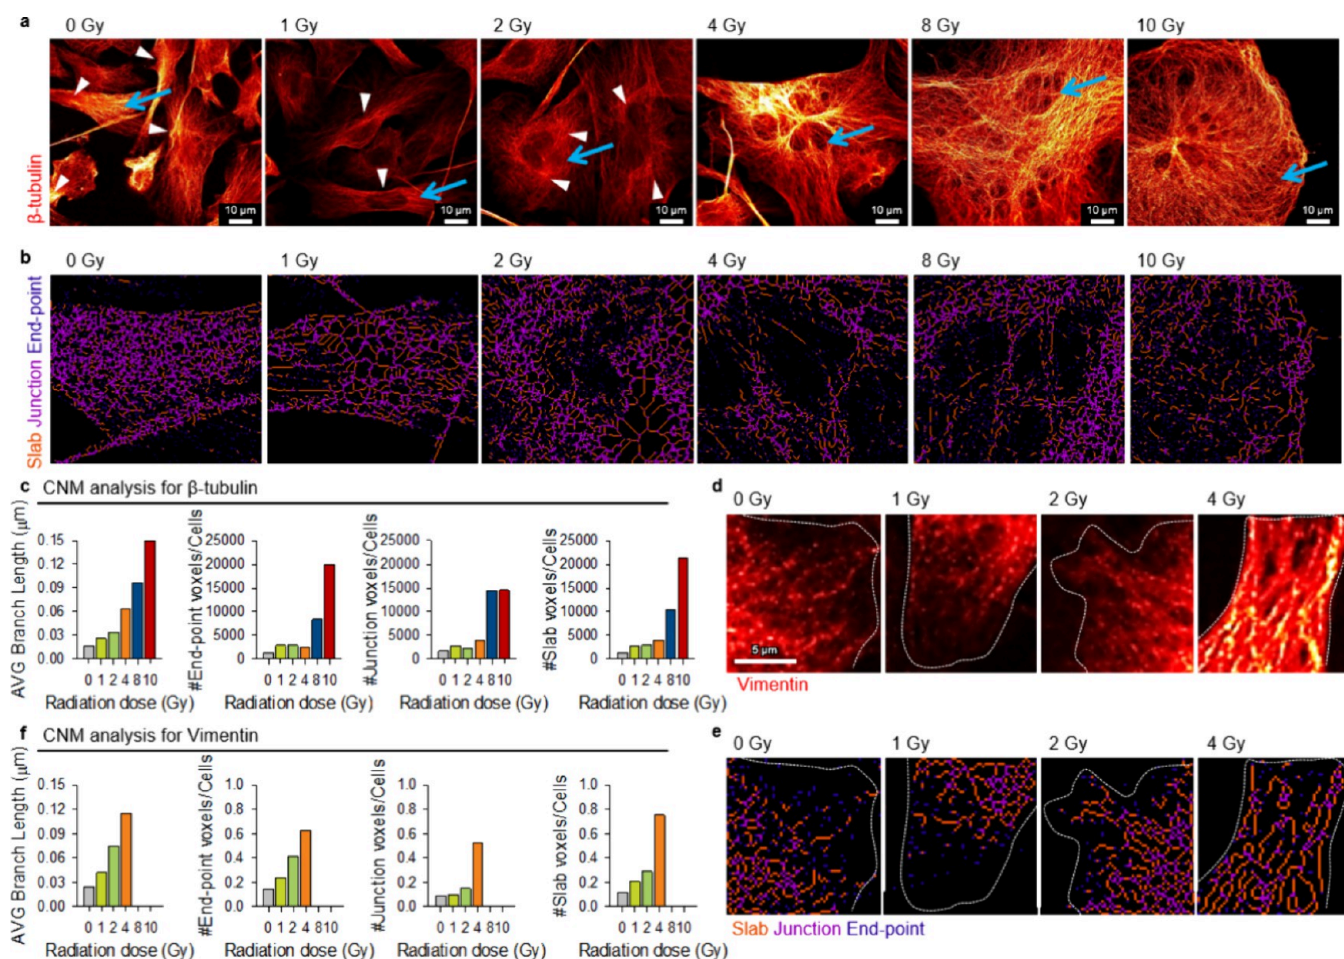 a
0 Gy 1 Gy 2 Gy 4 Gy 8 Gy 10 Gy
β-tubulin
10 µm 10 µm 10 µm 10 µm 10 µm 10 µm
b
0 Gy 1 Gy 2 Gy 4 Gy 8 Gy 10 Gy
Slab Junction End-point
c CNM analysis for β-tubulin
AVG Branch Length (µm)
0.15
0.12
0.09
0.06
0.03
0.00
0 1 2 4 8 10
Radiation dose (Gy)
#End-point voxels/Cells
25000
20000
15000
10000
5000
0
0 1 2 4 8 10
Radiation dose (Gy)
#Junction voxels/Cells
25000
20000
15000
10000
5000
0
0 1 2 4 8 10
Radiation dose (Gy)
#Slab voxels/Cells
25000
20000
15000
10000
5000
0
0 1 2 4 8 10
Radiation dose (Gy)
d
0 Gy 1 Gy 2 Gy 4 Gy
5 µm
Vimentin
f CNM analysis for Vimentin
AVG Branch Length (µm)
0.15
0.12
0.09
0.06
0.03
0.00
0 1 2 4 8 10
Radiation dose (Gy)
#End-point voxels/Cells
1.0
0.8
0.6
0.4
0.2
0.0
0 1 2 4 8 10
Radiation dose (Gy)
#Junction voxels/Cells
1.0
0.8
0.6
0.4
0.2
0.0
0 1 2 4 8 10
Radiation dose (Gy)
#Slab voxels/Cells
1.0
0.8
0.6
0.4
0.2
0.0
0 1 2 4 8 10
Radiation dose (Gy)
e
0 Gy 1 Gy 2 Gy 4 Gy
Slab Junction End-point